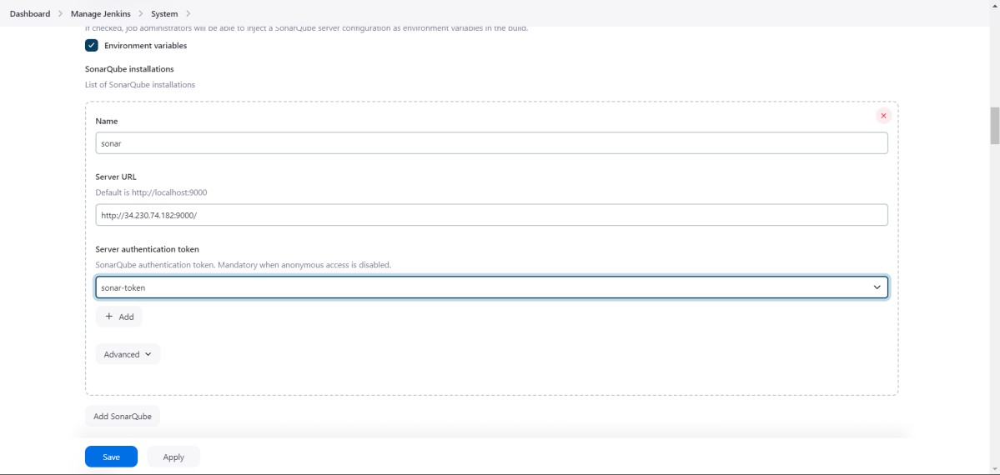 Dashboard > Manage Jenkins > System >
If checked, job administrators will be able to inject a SonarQube server configuration as environment variables in the build.
Environment variables
SonarQube installations
List of SonarQube installations
Name
sonar
Server URL
Default is http://localhost:9000
http://34.230.74.182:9000/
Server authentication token
SonarQube authentication token. Mandatory when anonymous access is disabled.
sonar-token
+ Add
Advanced
Add SonarQube
Save Apply